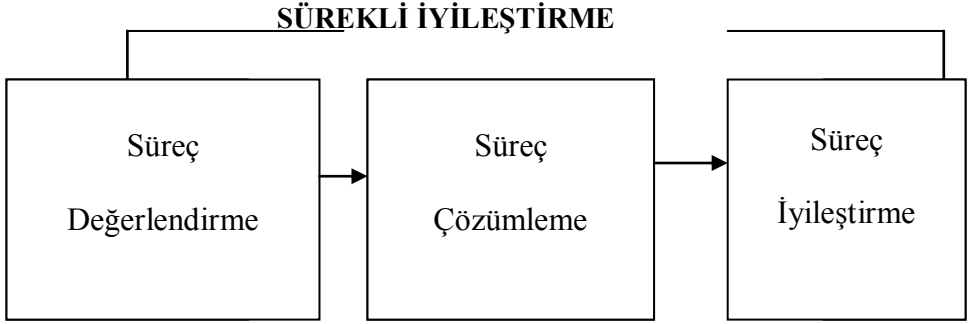 SÜREKLİ İYİLEŞTİRME
Süreç
Değerlendirme
Süreç
Çözümleme
Süreç
İyileştirme